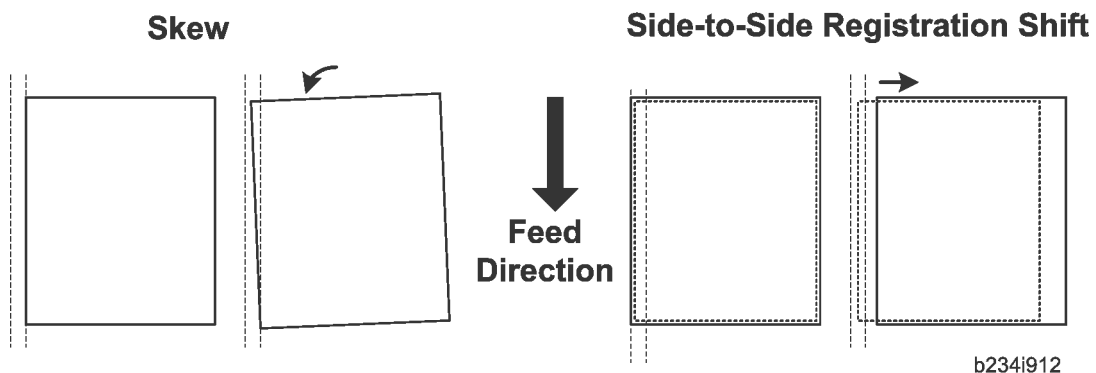 Skew
Side-to-Side Registration Shift
Feed
Direction
b234i912